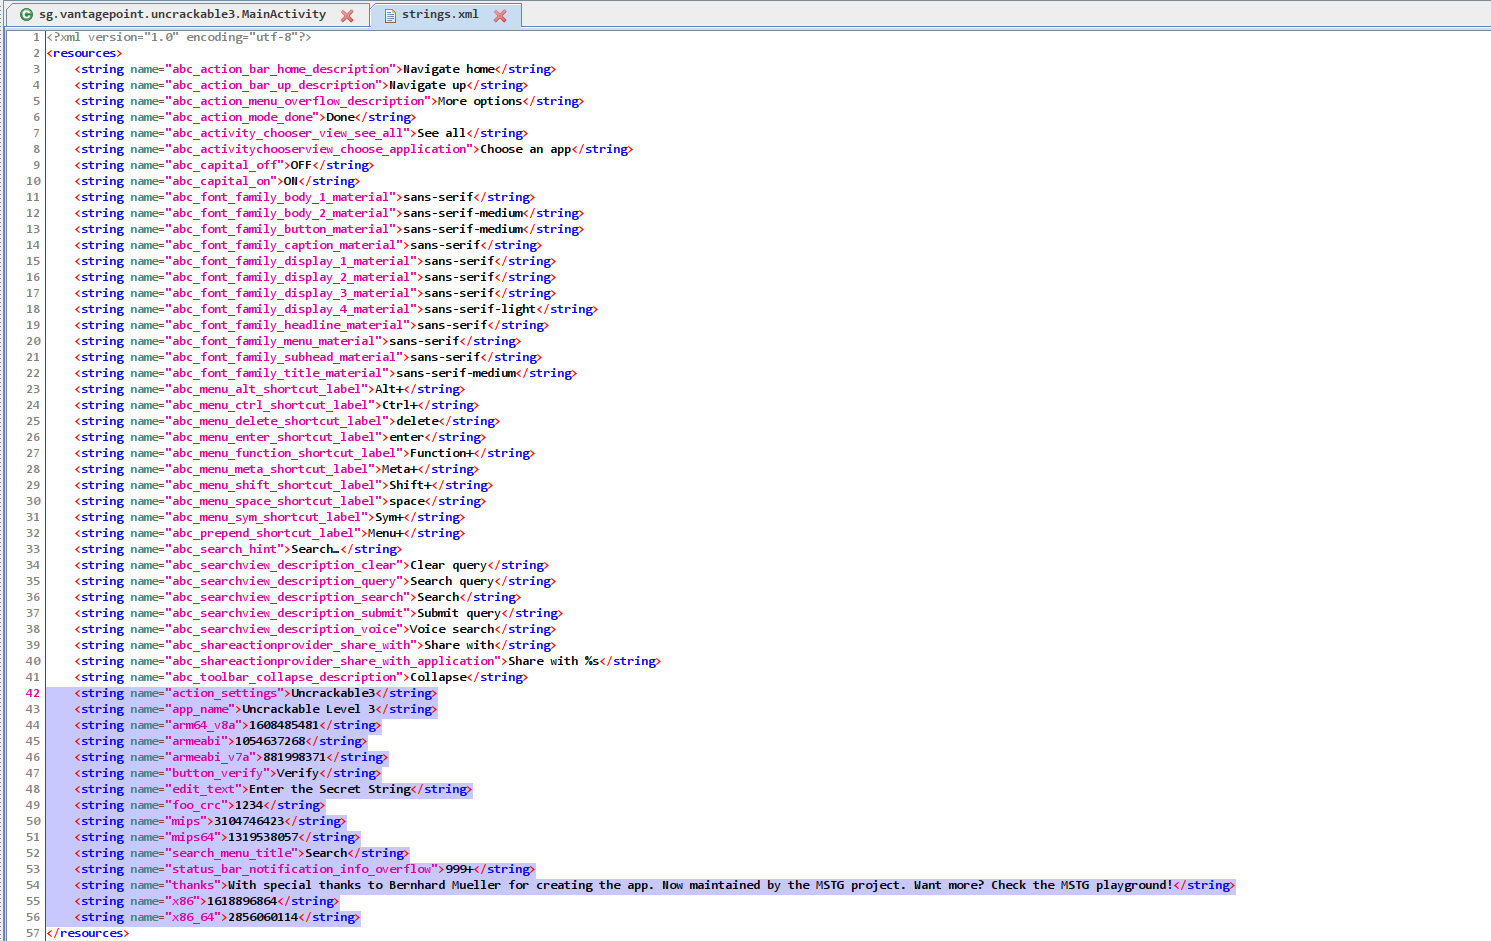 sg.vantagepoint.uncrackable3.MainActivity strings.xml
1 <?xml version="1.0" encoding="utf-8"?>
2 <resources>
3 <string name="abc_action_bar_home_description">Navigate home</string>
4 <string name="abc_action_bar_up_description">Navigate up</string>
5 <string name="abc_action_menu_overflow_description">More options</string>
6 <string name="abc_action_mode_done">Done</string>
7 <string name="abc_activity_chooser_view_see_all">See all</string>
8 <string name="abc_activitychooserview_choose_application">Choose an app</string>
9 <string name="abc_capital_off">OFF</string>
10 <string name="abc_capital_on">ON</string>
11 <string name="abc_font_family_body_1_material">sans-serif</string>
12 <string name="abc_font_family_body_2_material">sans-serif-medium</string>
13 <string name="abc_font_family_button_material">sans-serif-medium</string>
14 <string name="abc_font_family_caption_material">sans-serif</string>
15 <string name="abc_font_family_display_1_material">sans-serif</string>
16 <string name="abc_font_family_display_2_material">sans-serif</string>
17 <string name="abc_font_family_display_3_material">sans-serif</string>
18 <string name="abc_font_family_display_4_material">sans-serif-light</string>
19 <string name="abc_font_family_headline_material">sans-serif</string>
20 <string name="abc_font_family_menu_material">sans-serif</string>
21 <string name="abc_font_family_subhead_material">sans-serif</string>
22 <string name="abc_font_family_title_material">sans-serif-medium</string>
23 <string name="abc_menu_alt_shortcut_label">Alt+</string>
24 <string name="abc_menu_ctrl_shortcut_label">Ctrl+</string>
25 <string name="abc_menu_delete_shortcut_label">delete</string>
26 <string name="abc_menu_enter_shortcut_label">enter</string>
27 <string name="abc_menu_function_shortcut_label">Function+</string>
28 <string name="abc_menu_meta_shortcut_label">Meta+</string>
29 <string name="abc_menu_shift_shortcut_label">Shift+</string>
30 <string name="abc_menu_space_shortcut_label">space</string>
31 <string name="abc_menu_sym_shortcut_label">Sym+</string>
32 <string name="abc_prepend_shortcut_label">Menu+</string>
33 <string name="abc_search_hint">Search…</string>
34 <string name="abc_searchview_description_clear">Clear query</string>
35 <string name="abc_searchview_description_query">Search query</string>
36 <string name="abc_searchview_description_search">Search</string>
37 <string name="abc_searchview_description_submit">Submit query</string>
38 <string name="abc_searchview_description_voice">Voice search</string>
39 <string name="abc_shareactionprovider_share_with">Share with</string>
40 <string name="abc_shareactionprovider_share_with_application">Share with %s</string>
41 <string name="abc_toolbar_collapse_description">Collapse</string>
42 <string name="action_settings">Uncrackable3</string>
43 <string name="app_name">Uncrackable Level 3</string>
44 <string name="arm64_v8a">1608485481</string>
45 <string name="armeabi">1054637268</string>
46 <string name="armeabi_v7a">881998371</string>
47 <string name="button_verify">Verify</string>
48 <string name="edit_text">Enter the Secret String</string>
49 <string name="foo_crc">1234</string>
50 <string name="mips">3104746423</string>
51 <string name="mips64">1319538057</string>
52 <string name="search_menu_title">Search</string>
53 <string name="status_bar_notification_info_overflow">999+</string>
54 <string name="thanks">With special thanks to Bernhard Mueller for creating the app. Now maintained by the MSTG project. Want more? Check the MSTG playground!</string>
55 <string name="x86">1618896864</string>
56 <string name="x86_64">2856060114</string>
57 </resources>